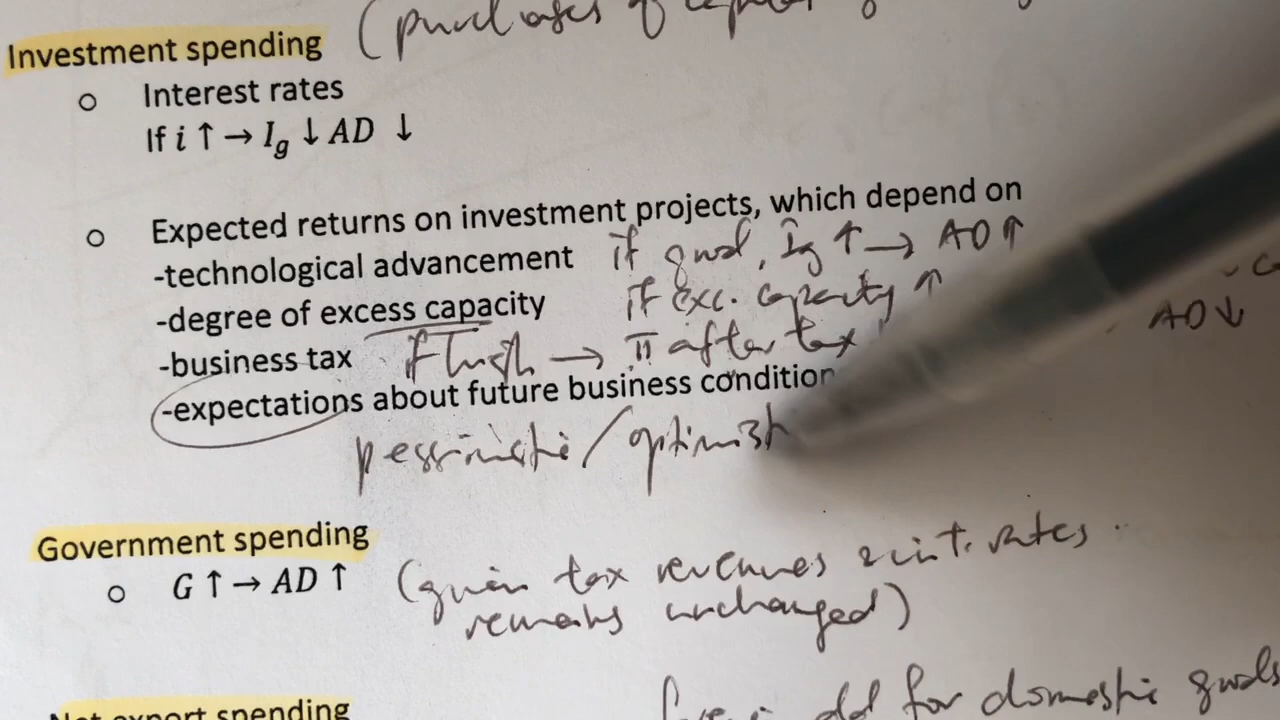 Investment spending (purchases of
○ Interest rates
If i ↑ → Ig ↓ AD ↓
○ Expected returns on investment projects, which depend on
-technological advancement if good, Ig ↑ → AD ↑
-degree of excess capacity if exc. capacity ↑ AD ↓
-business tax if high → π after tax
-expectations about future business condition
pessimistic/optimist
Government spending
○ G ↑ → AD ↑ (given tax revenues & int. rates
remains unchanged)
Net export spending
for domestic goods